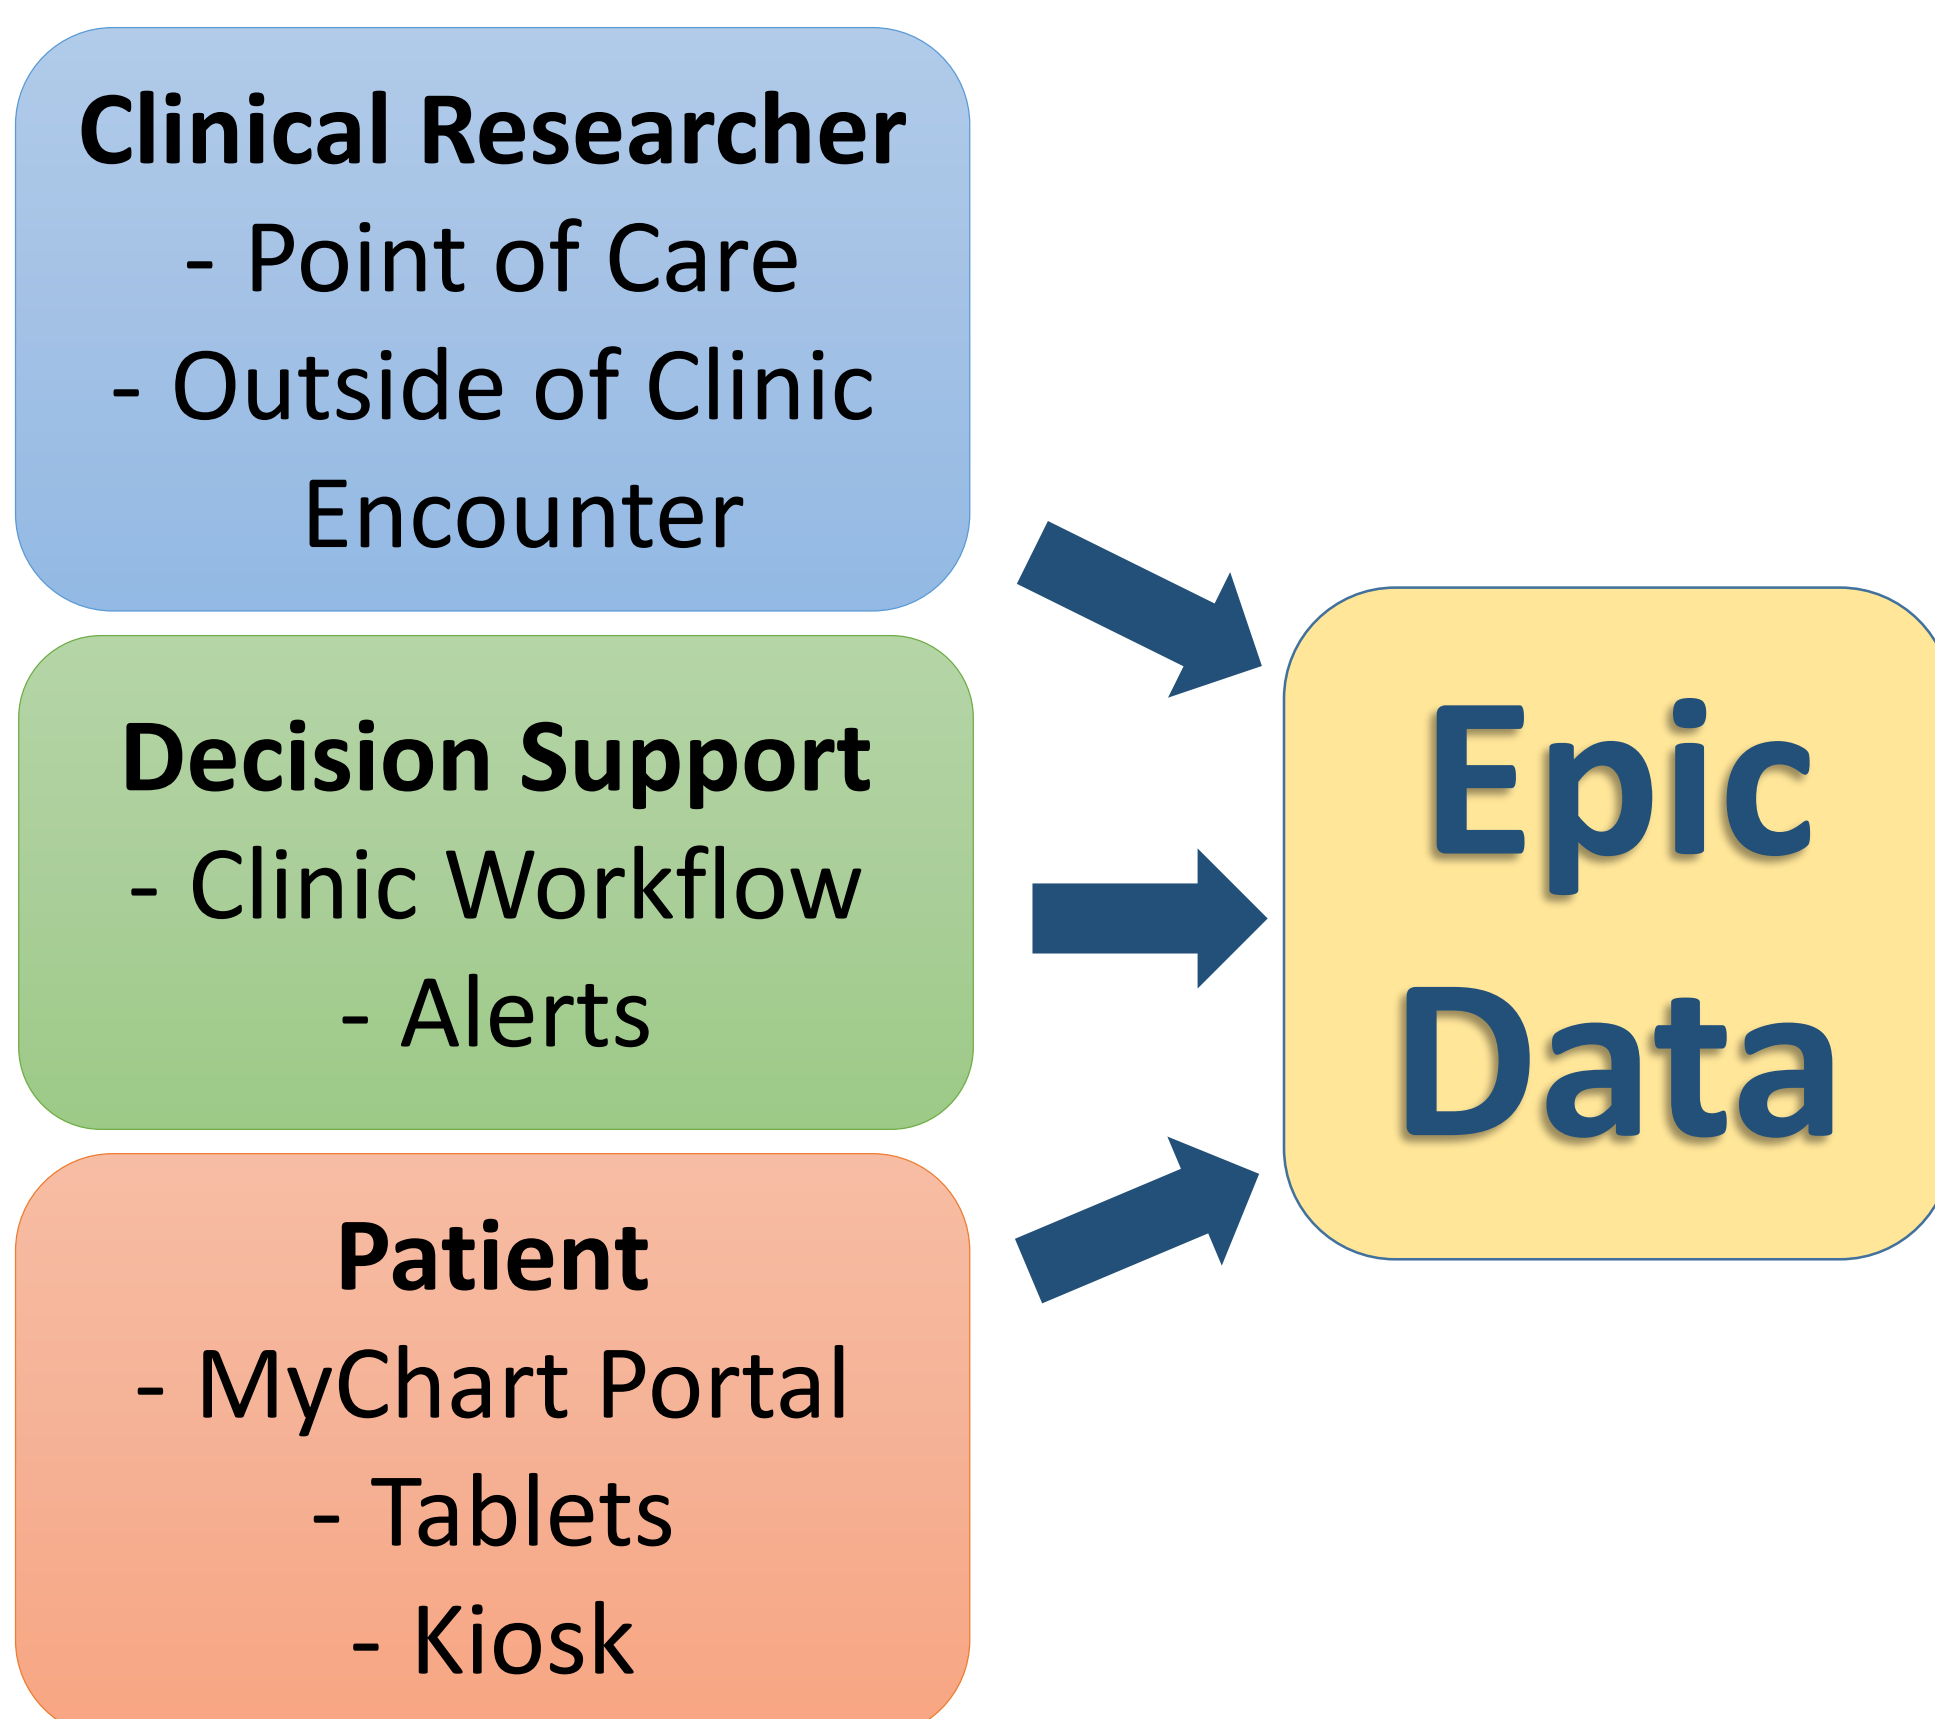 Clinical Researcher
- Point of Care
- Outside of Clinic
Encounter
Decision Support
- Clinic Workflow
- Alerts
Patient
- MyChart Portal
- Tablets
- Kiosk
Epic
Data